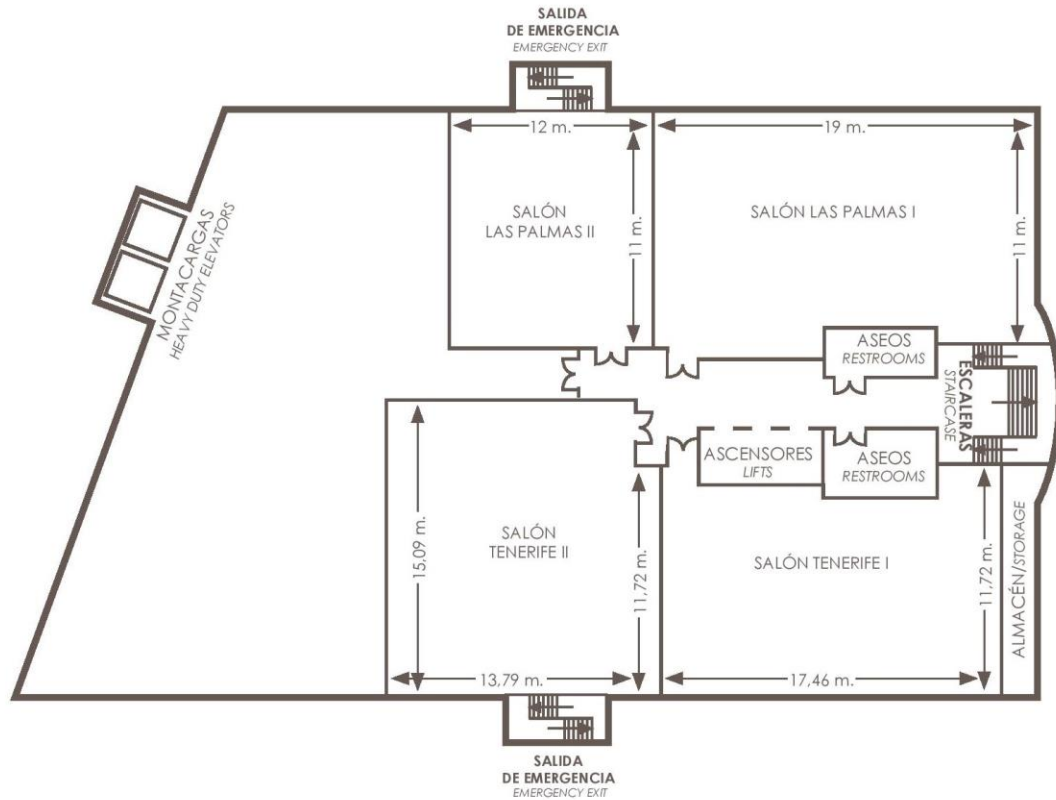 SALIDA
DE EMERGENCIA
EMERGENCY EXIT
12 m.
19 m.
11 m.
11 m.
SALÓN
LAS PALMAS II
SALÓN LAS PALMAS I
MONTACARGAS
HEAVY DUTY ELEVATORS
ASEOS
RESTROOMS
ESCALERAS
STAIRCASE
ASCENSORES
LIFTS
ASEOS
RESTROOMS
15,09 m.
SALÓN
TENERIFE II
11,72 m.
SALÓN TENERIFE I
11,72 m.
ALMACÉN/STORAGE
13,79 m.
17,46 m.
SALIDA
DE EMERGENCIA
EMERGENCY EXIT